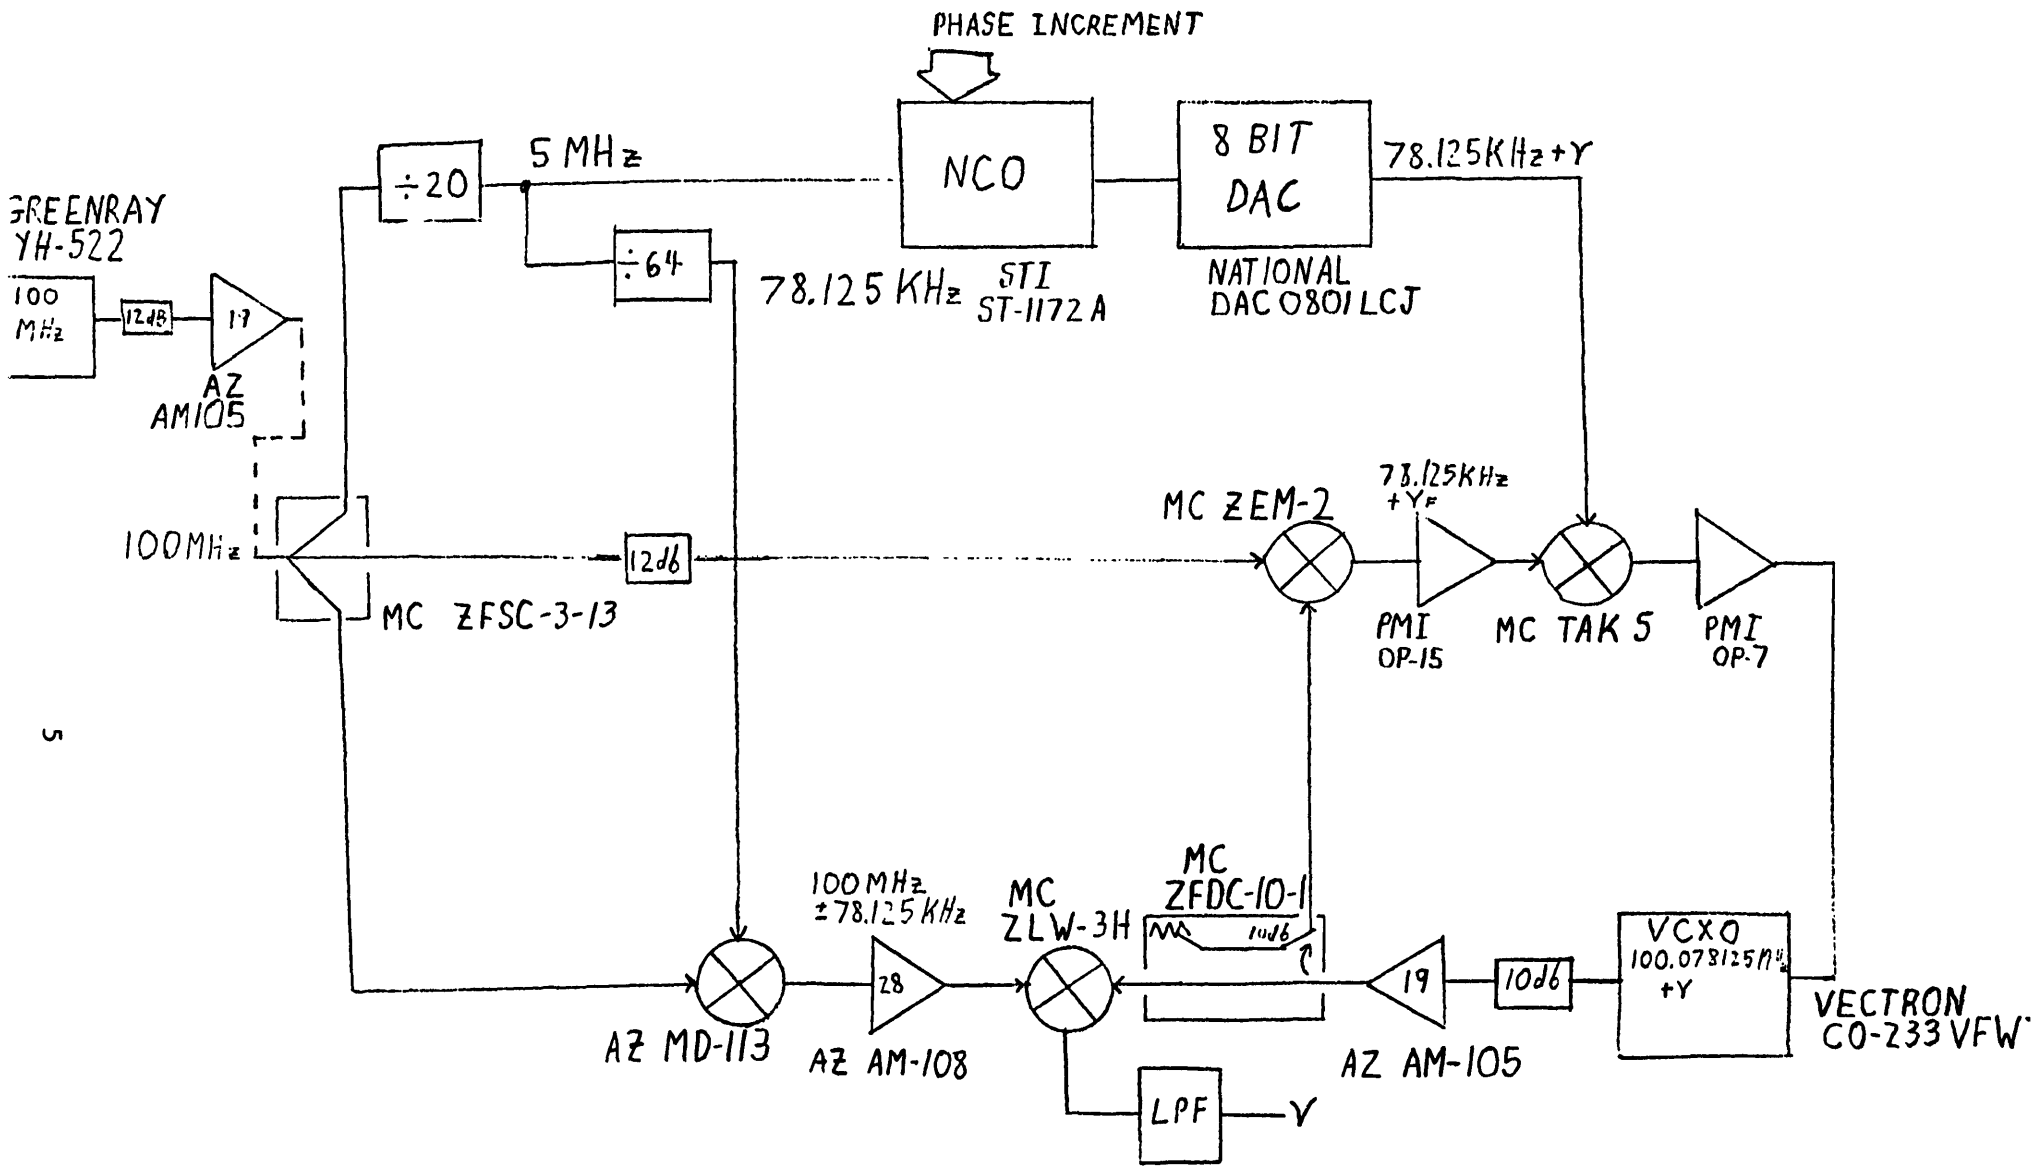 PHASE INCREMENT
5 MHz
÷20
NCO
8 BIT
DAC
78.125KHz+γ
GREENRAY
YH-522
÷64
78.125 KHz
STI
ST-1172A
NATIONAL
DAC0801LCJ
100
MHz
12dB
17
AZ
AM105
78.125KHz
+γF
MC ZEM-2
100MHz
12db
MC ZFSC-3-13
PMI
OP-15
MC TAK 5
PMI
OP-7
5
100MHz
±78.125KHz
MC
ZLW-3H
MC
ZFDC-10-1
10db
VCXO
100.078125MHz
+γ
28
19
10db
VECTRON
CO-233VFW
AZ MD-113
AZ AM-108
AZ AM-105
LPF
γ